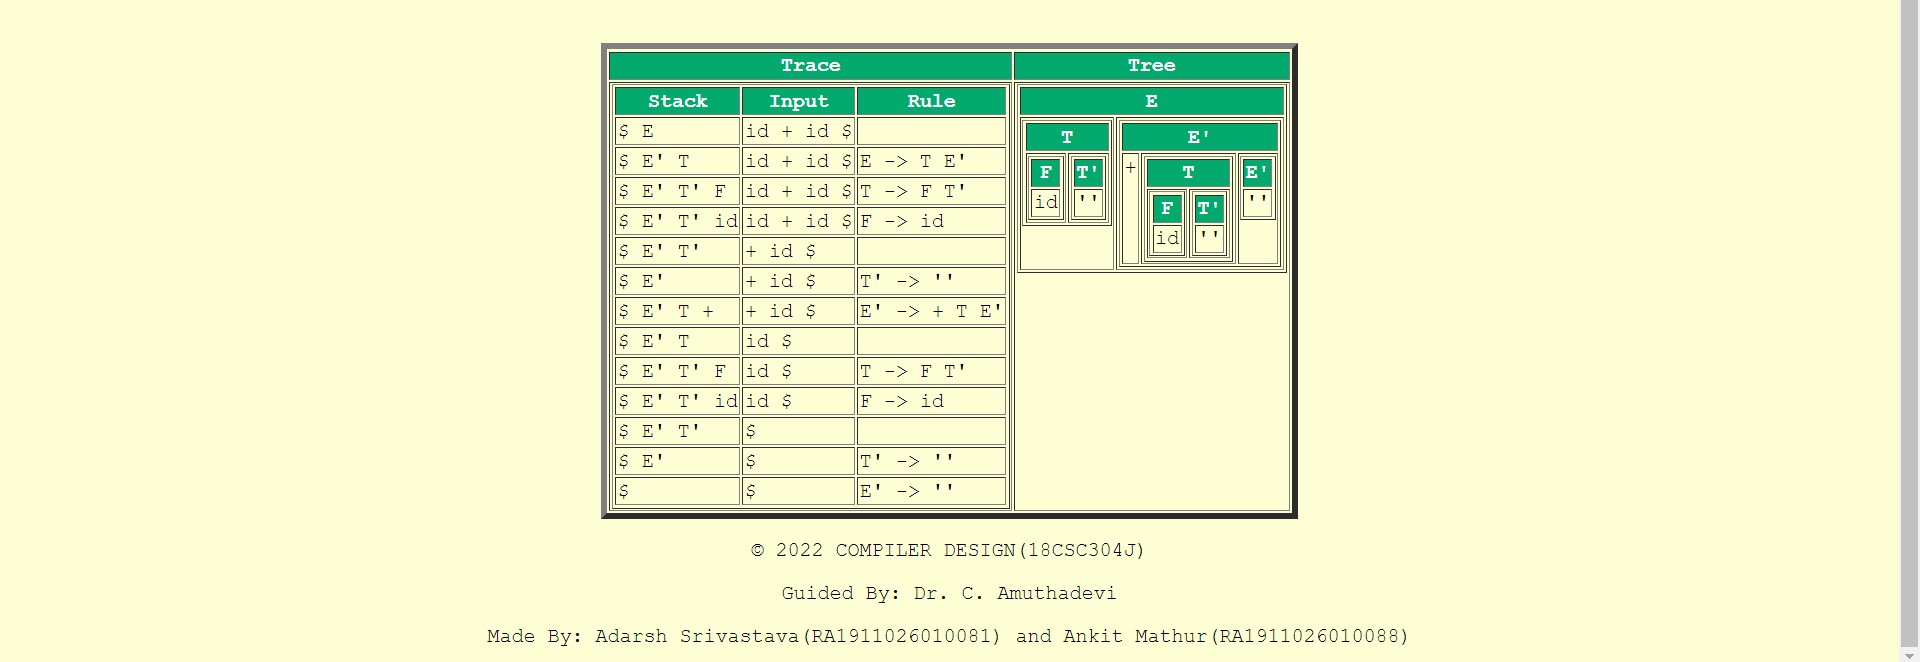 Trace Tree
Stack Input Rule
$ E id + id $
$ E' T id + id $ E -> T E'
$ E' T' F id + id $ T -> F T'
$ E' T' id id + id $ F -> id
$ E' T' + id $
$ E' + id $ T' -> ''
$ E' T + + id $ E' -> + T E'
$ E' T id $
$ E' T' F id $ T -> F T'
$ E' T' id id $ F -> id
$ E' T' $
$ E' $ T' -> ''
$ $ E' -> ''
E
T E'
F T' + T E'
id '' F T' ''
id ''
© 2022 COMPILER DESIGN(18CSC304J)
Guided By: Dr. C. Amuthadevi
Made By: Adarsh Srivastava(RA1911026010081) and Ankit Mathur(RA1911026010088)